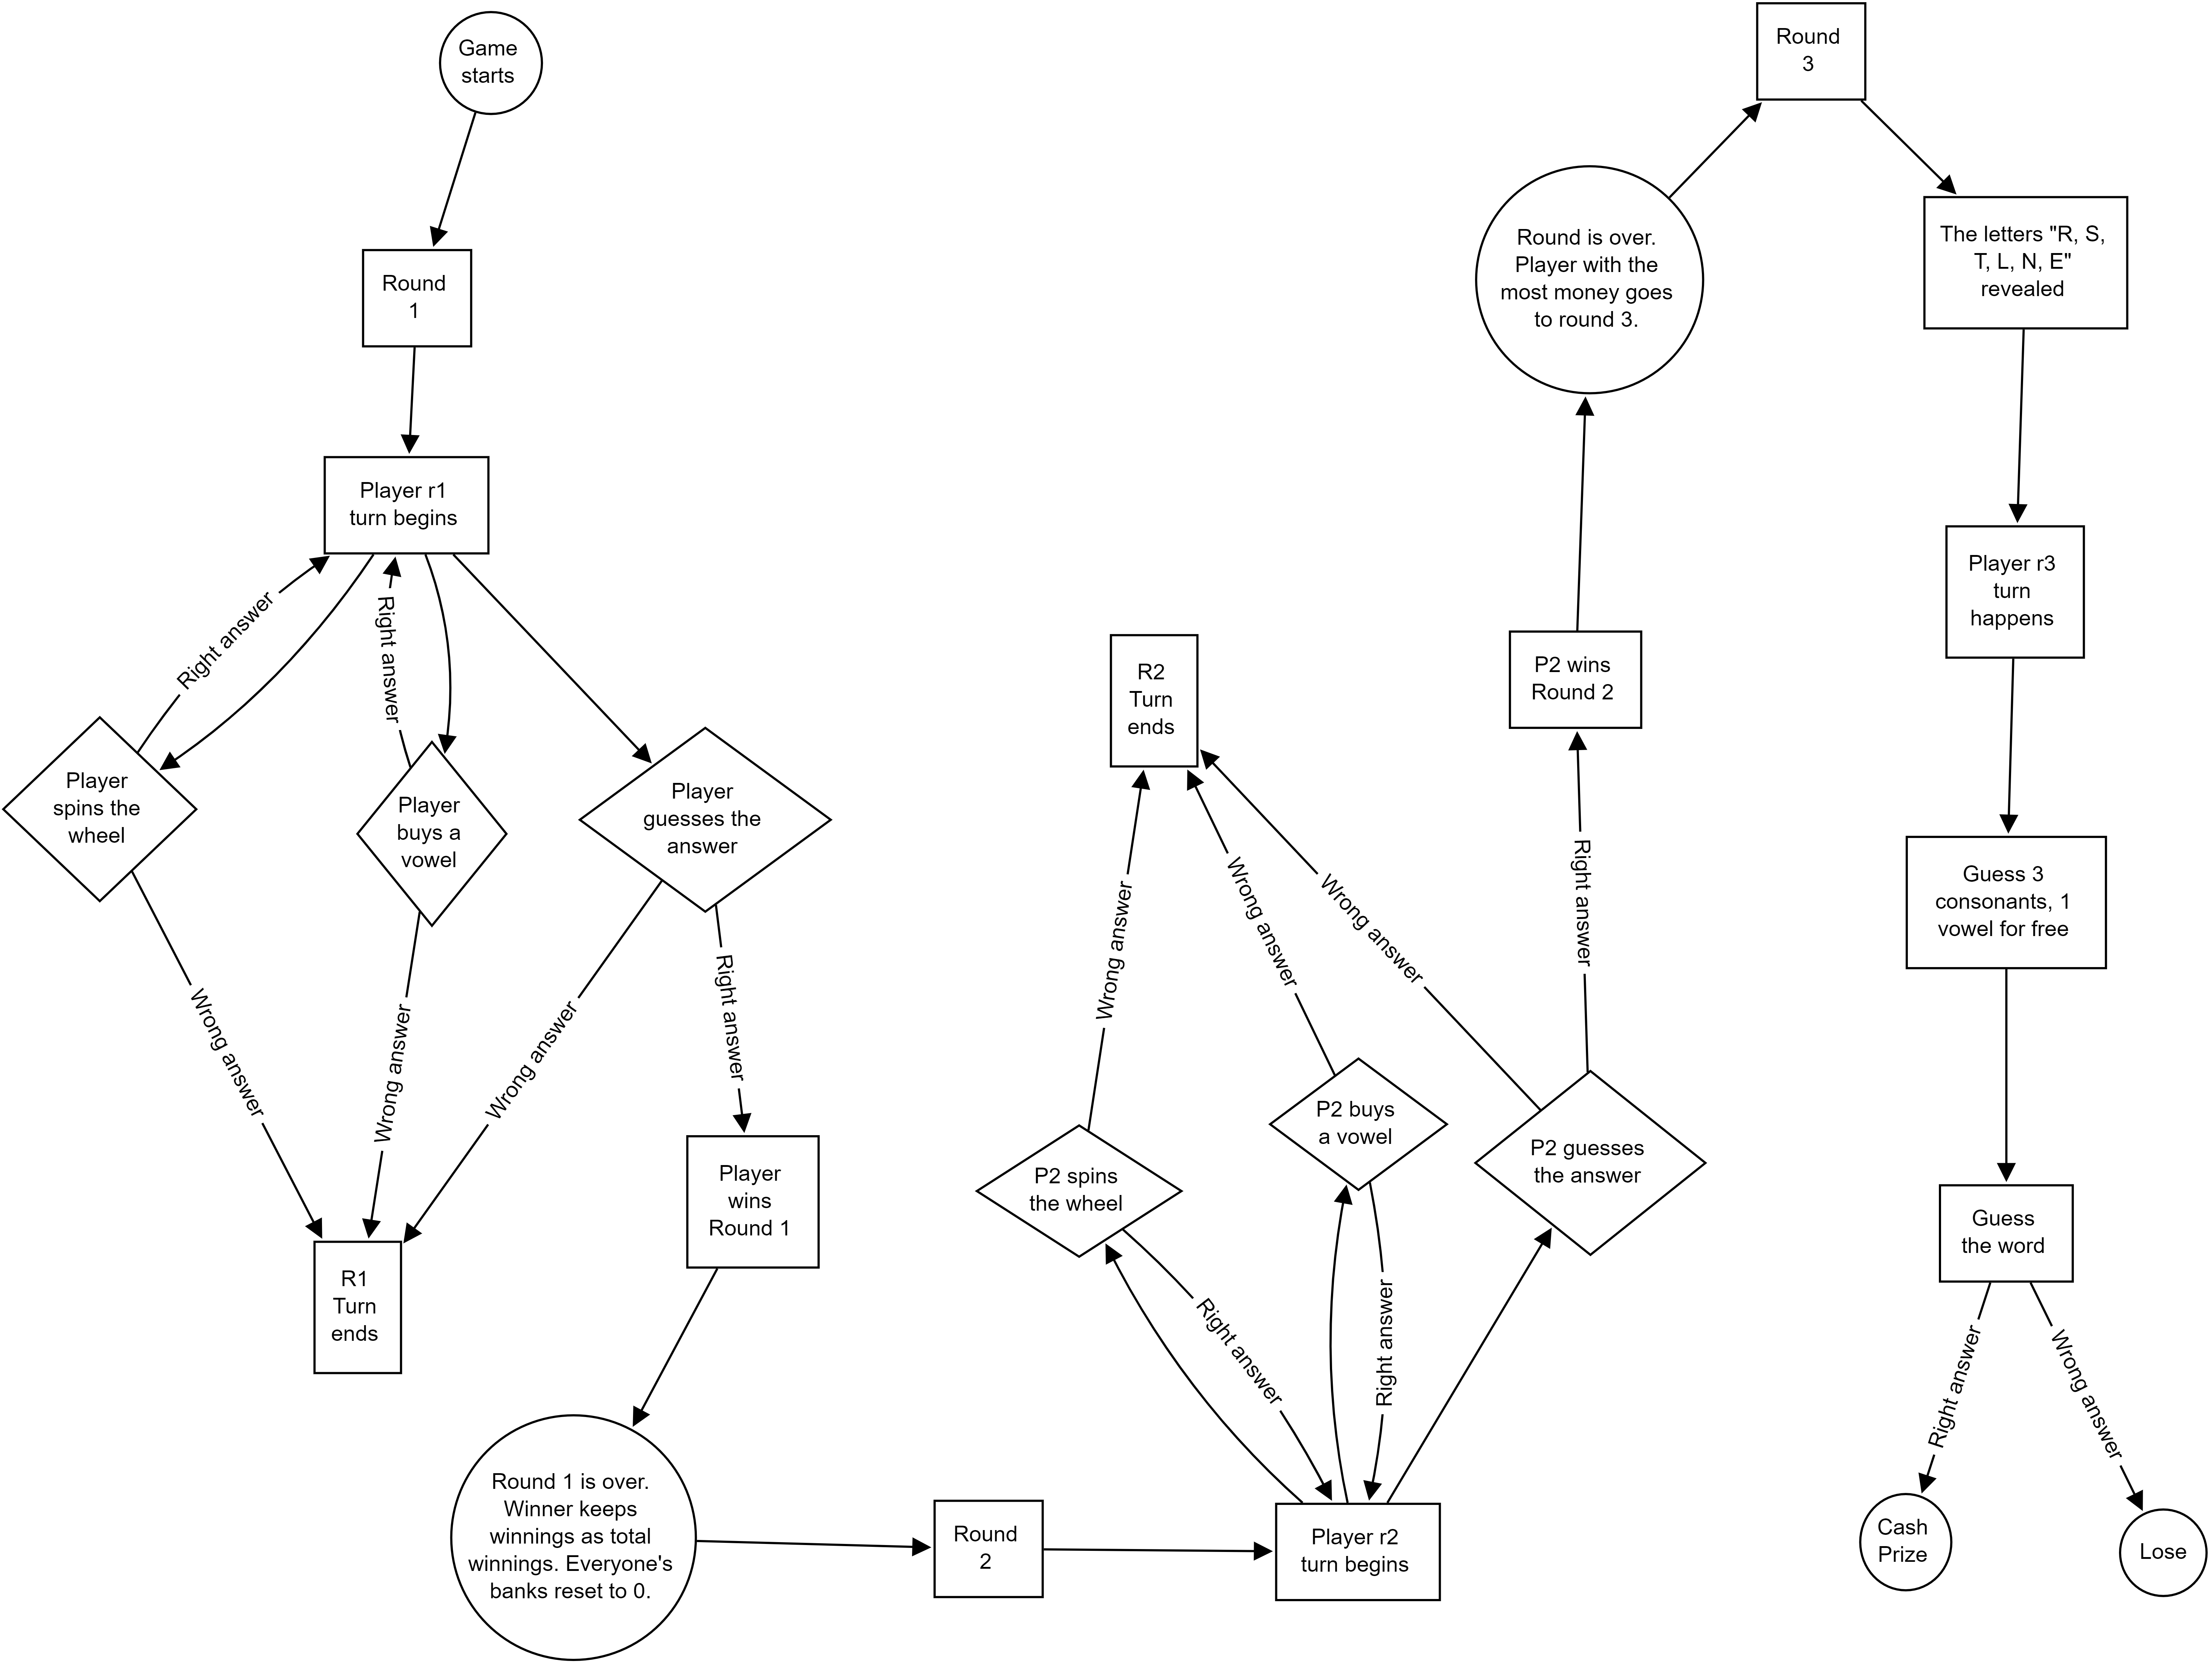 Game
starts
Round
1
Player r1
turn begins
Right answer
Right answer
Player
spins the
wheel
Player
buys a
vowel
Player
guesses the
answer
Wrong answer
Wrong answer
Wrong answer
Right answer
R1
Turn
ends
Player
wins
Round 1
Round 1 is over.
Winner keeps
winnings as total
winnings. Everyone's
banks reset to 0.
Round
2
Player r2
turn begins
Right answer
Right answer
P2 spins
the wheel
P2 buys
a vowel
P2 guesses
the answer
Wrong answer
Wrong answer
Wrong answer
Right answer
R2
Turn
ends
P2 wins
Round 2
Round is over.
Player with the
most money goes
to round 3.
Round
3
The letters "R, S,
T, L, N, E"
revealed
Player r3
turn
happens
Guess 3
consonants, 1
vowel for free
Guess
the word
Right answer
Wrong answer
Cash
Prize
Lose